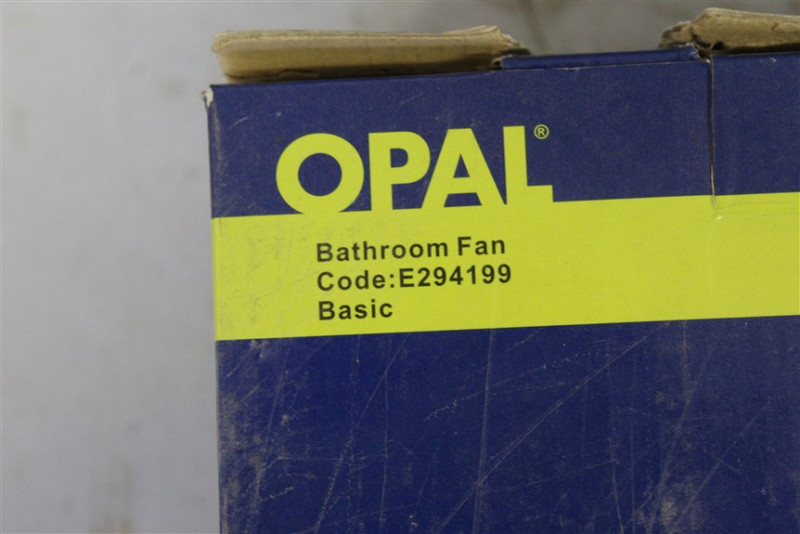 OPAL®
Bathroom Fan
Code:E294199
Basic